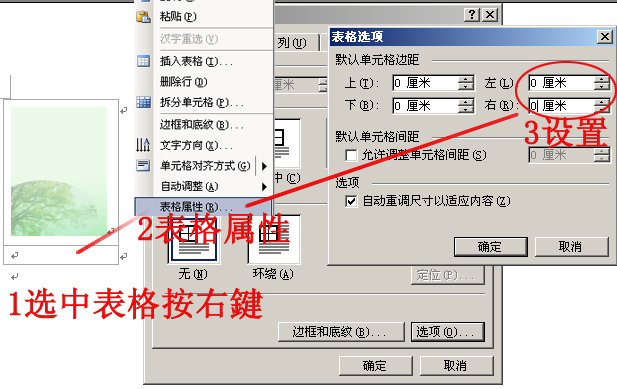 粘贴(P)
汉字重选(V)
插入表格(I)...
删除行(D)
拆分单元格(P)...
边框和底纹(B)...
文字方向(X)...
单元格对齐方式(G)
自动调整(A)
表格属性(R)...
列(U)
中(C)
无(N)
环绕(A)
定位(P)...
边框和底纹(B)...
选项(O)...
确定
取消
表格选项
默认单元格边距
上(T): 0 厘米 左(L) 0 厘米
下(B): 0 厘米 右(R): 0 厘米
默认单元格间距
允许调整单元格间距(S) 0 厘米
选项
自动重调尺寸以适应内容(Z)
确定 取消
1选中表格按右鍵
2表格属性
3设置